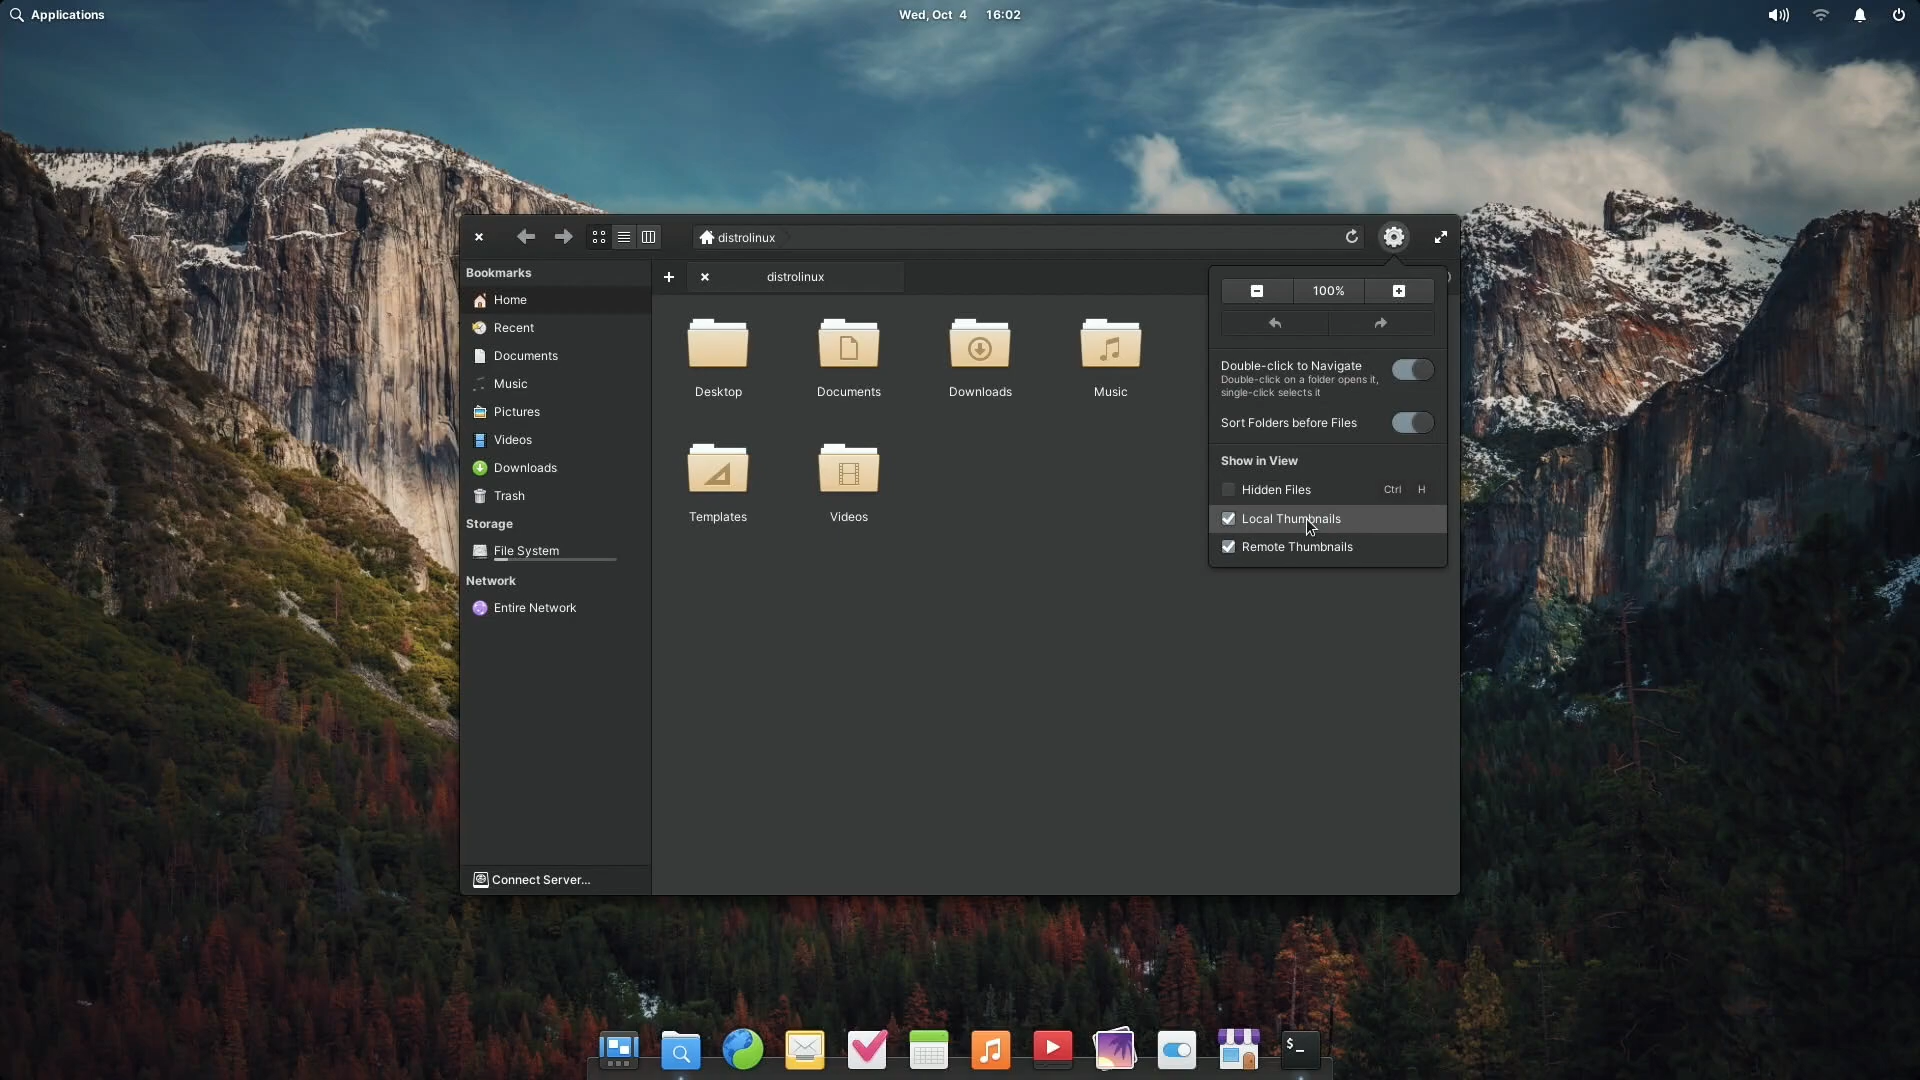 Applications
Wed, Oct 4 16:02
distrolinux
Bookmarks
Home
Recent
Documents
Music
Pictures
Videos
Downloads
Trash
Storage
File System
Network
Entire Network
Connect Server...
distrolinux
Desktop
Documents
Downloads
Music
Templates
Videos
100%
Double-click to Navigate
Double-click on a folder opens it,
single-click selects it
Sort Folders before Files
Show in View
Hidden Files Ctrl H
Local Thumbnails
Remote Thumbnails
$_